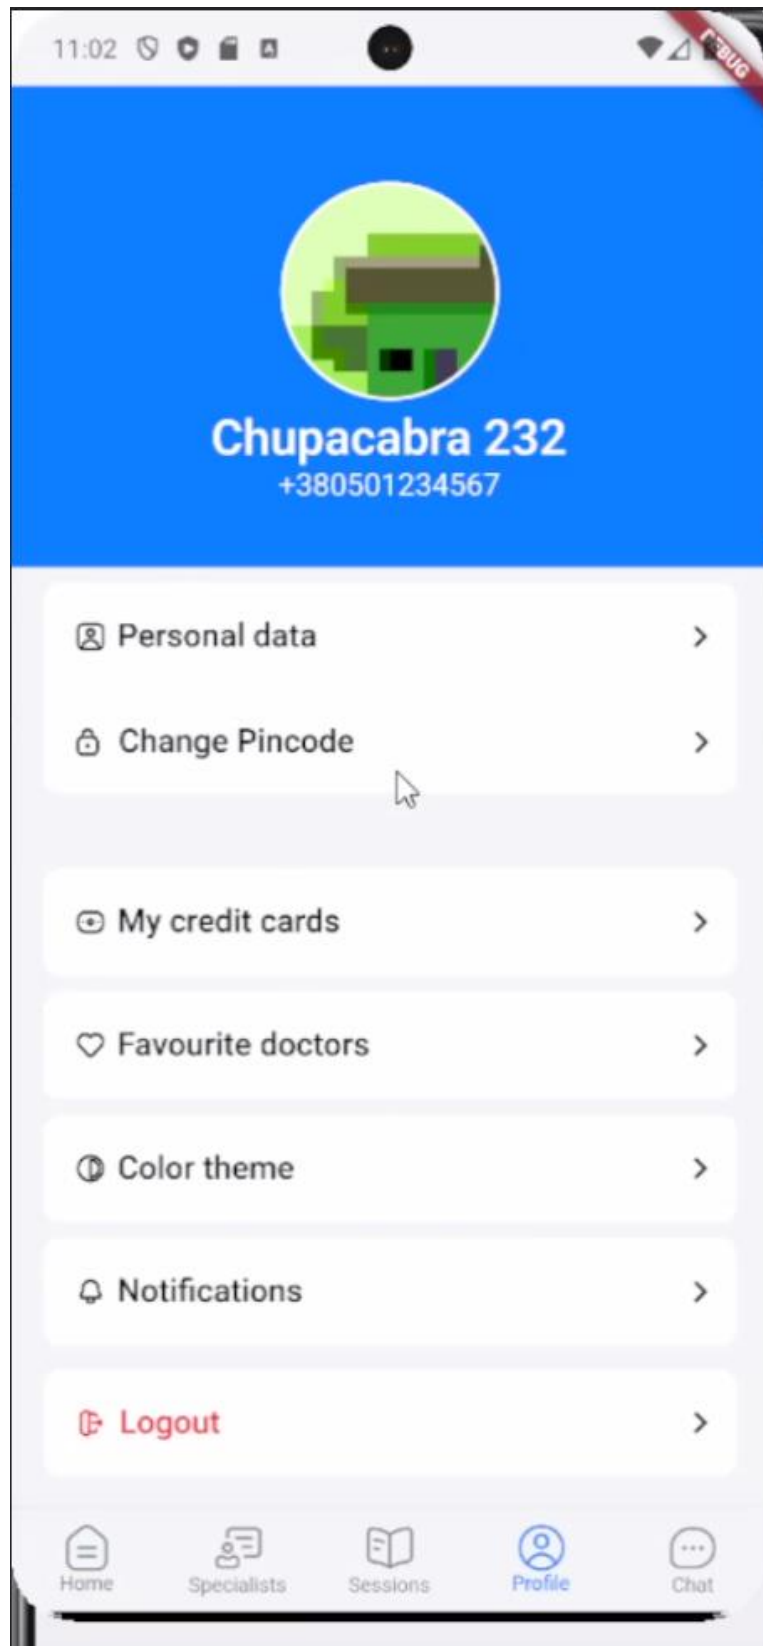 11:02
DEBUG
Chupacabra 232
+380501234567
Personal data
Change Pincode
My credit cards
Favourite doctors
Color theme
Notifications
Logout
Home
Specialists
Sessions
Profile
Chat